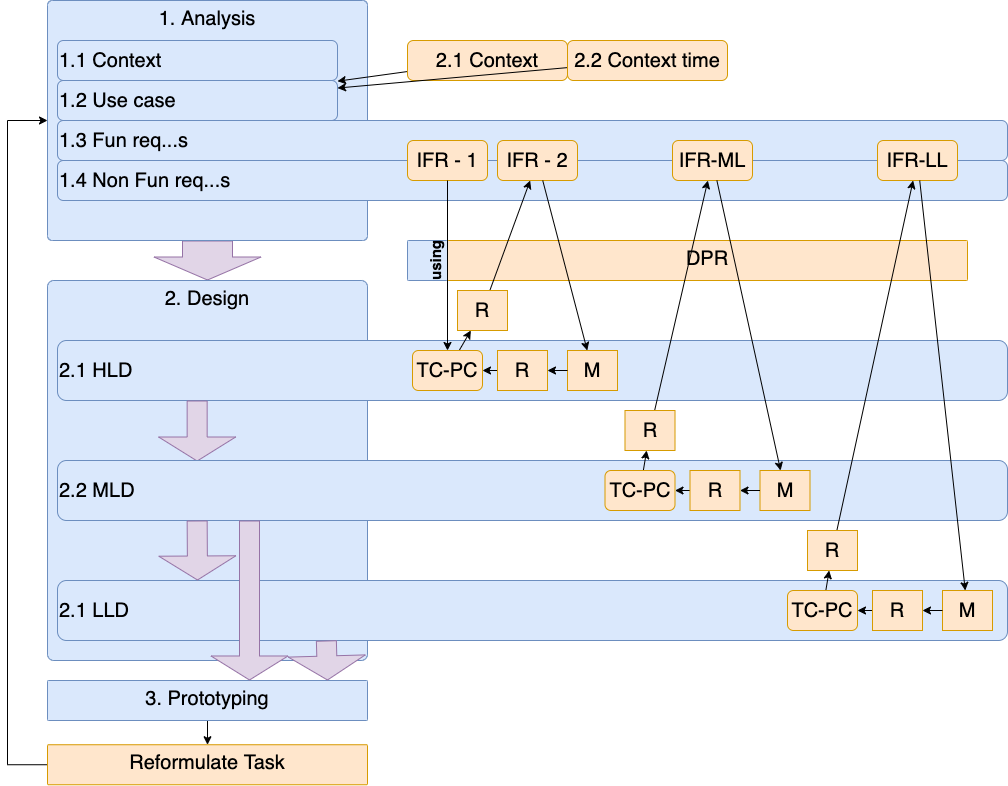 1. Analysis
1.1 Context
2.1 Context
2.2 Context time
1.2 Use case
1.3 Fun req...s
IFR - 1
IFR - 2
IFR-ML
IFR-LL
1.4 Non Fun req...s
using
DPR
2. Design
R
2.1 HLD
TC-PC
R
M
R
2.2 MLD
TC-PC
R
M
R
2.1 LLD
TC-PC
R
M
3. Prototyping
Reformulate Task